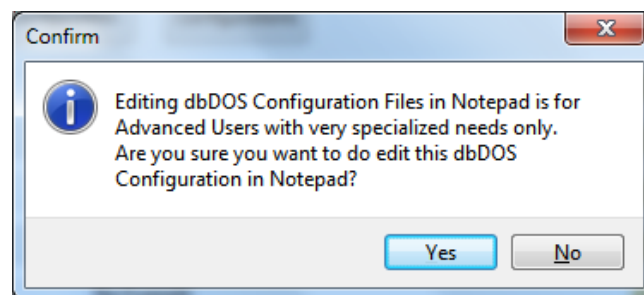 Confirm
Editing dbDOS Configuration Files in Notepad is for
Advanced Users with very specialized needs only.
Are you sure you want to do edit this dbDOS
Configuration in Notepad?
Yes
No